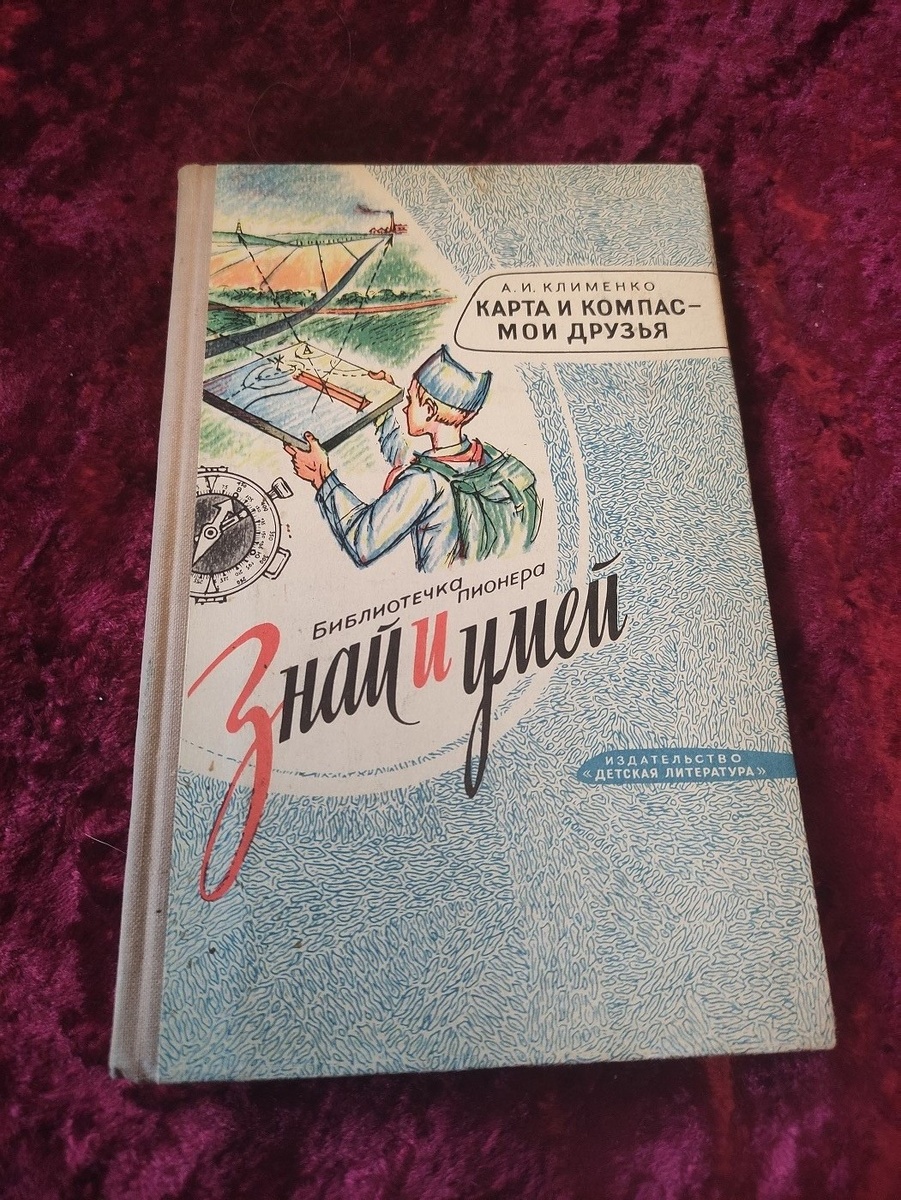 А. И. КЛИМЕНКО
КАРТА И КОМПАС –
МОИ ДРУЗЬЯ
Библиотечка пионера
Знай и умей
ИЗДАТЕЛЬСТВО
«ДЕТСКАЯ ЛИТЕРАТУРА»